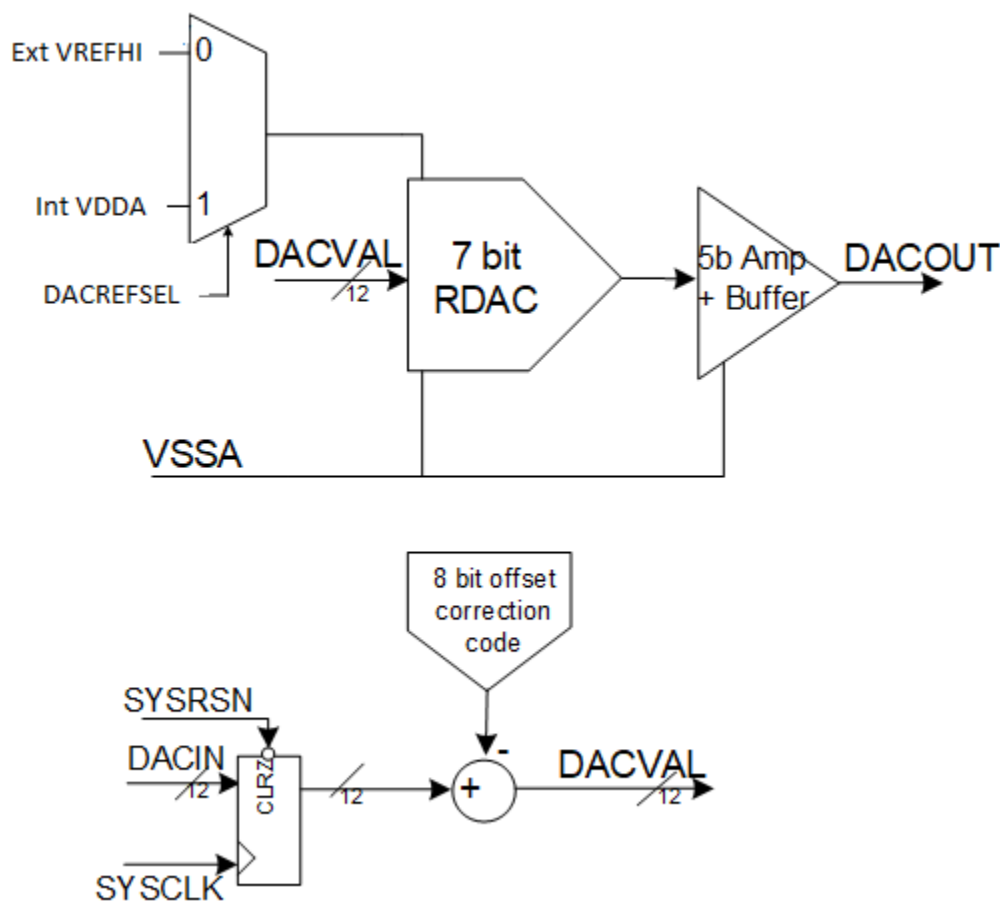 Ext VREFHI
0
Int VDDA
1
DACREFSEL
DACVAL
12
7 bit
RDAC
5b Amp
+ Buffer
DACOUT
VSSA
8 bit offset
correction
code
SYSRSN
DACIN
12
CLRZ
12
-
+
DACVAL
12
SYSCLK